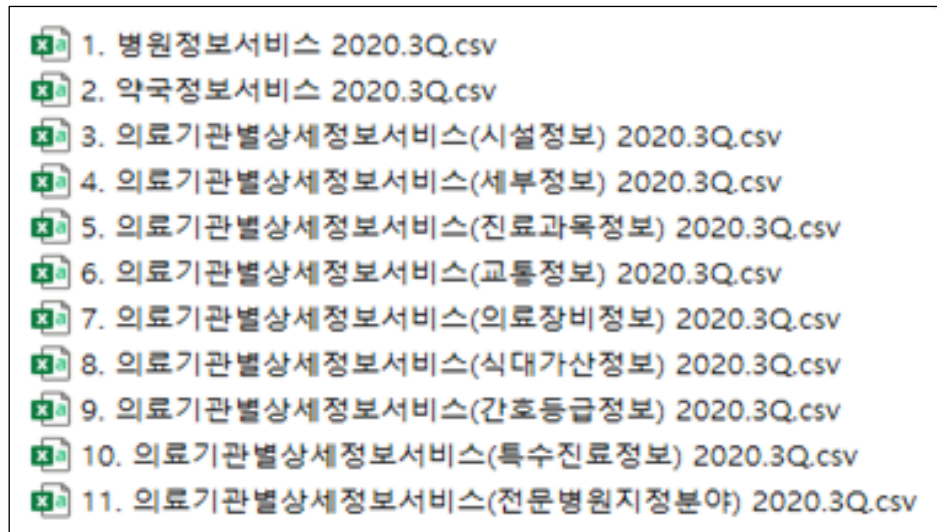 1. 병원정보서비스 2020.3Q.csv
2. 약국정보서비스 2020.3Q.csv
3. 의료기관별상세정보서비스(시설정보) 2020.3Q.csv
4. 의료기관별상세정보서비스(세부정보) 2020.3Q.csv
5. 의료기관별상세정보서비스(진료과목정보) 2020.3Q.csv
6. 의료기관별상세정보서비스(교통정보) 2020.3Q.csv
7. 의료기관별상세정보서비스(의료장비정보) 2020.3Q.csv
8. 의료기관별상세정보서비스(식대가산정보) 2020.3Q.csv
9. 의료기관별상세정보서비스(간호등급정보) 2020.3Q.csv
10. 의료기관별상세정보서비스(특수진료정보) 2020.3Q.csv
11. 의료기관별상세정보서비스(전문병원지정분야) 2020.3Q.csv